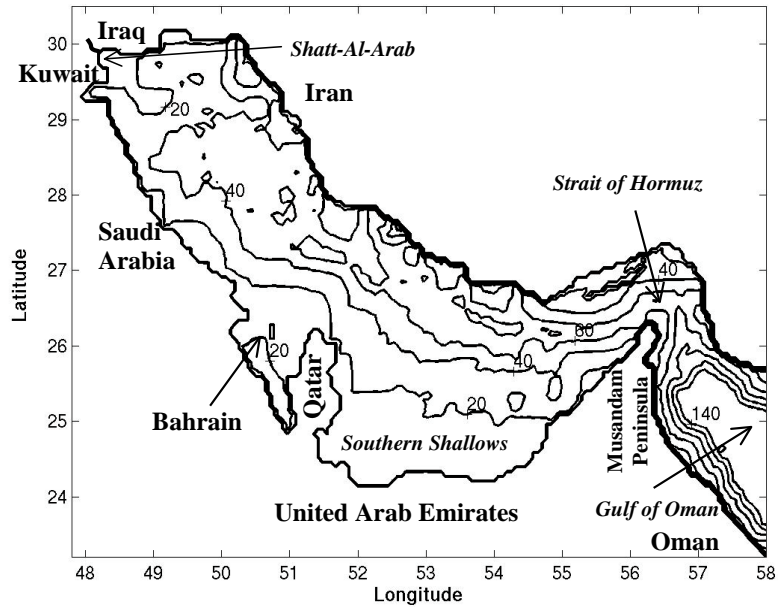 Iraq
Shatt-Al-Arab
Kuwait
Iran
20
40
Strait of Hormuz
Saudi
Arabia
40
60
40
20
20
Bahrain
Qatar
Southern Shallows
Musandam
Peninsula
140
Gulf of Oman
United Arab Emirates
Oman
Latitude
30
29
28
27
26
25
24
48
49
50
51
52
53
54
55
56
57
58
Longitude